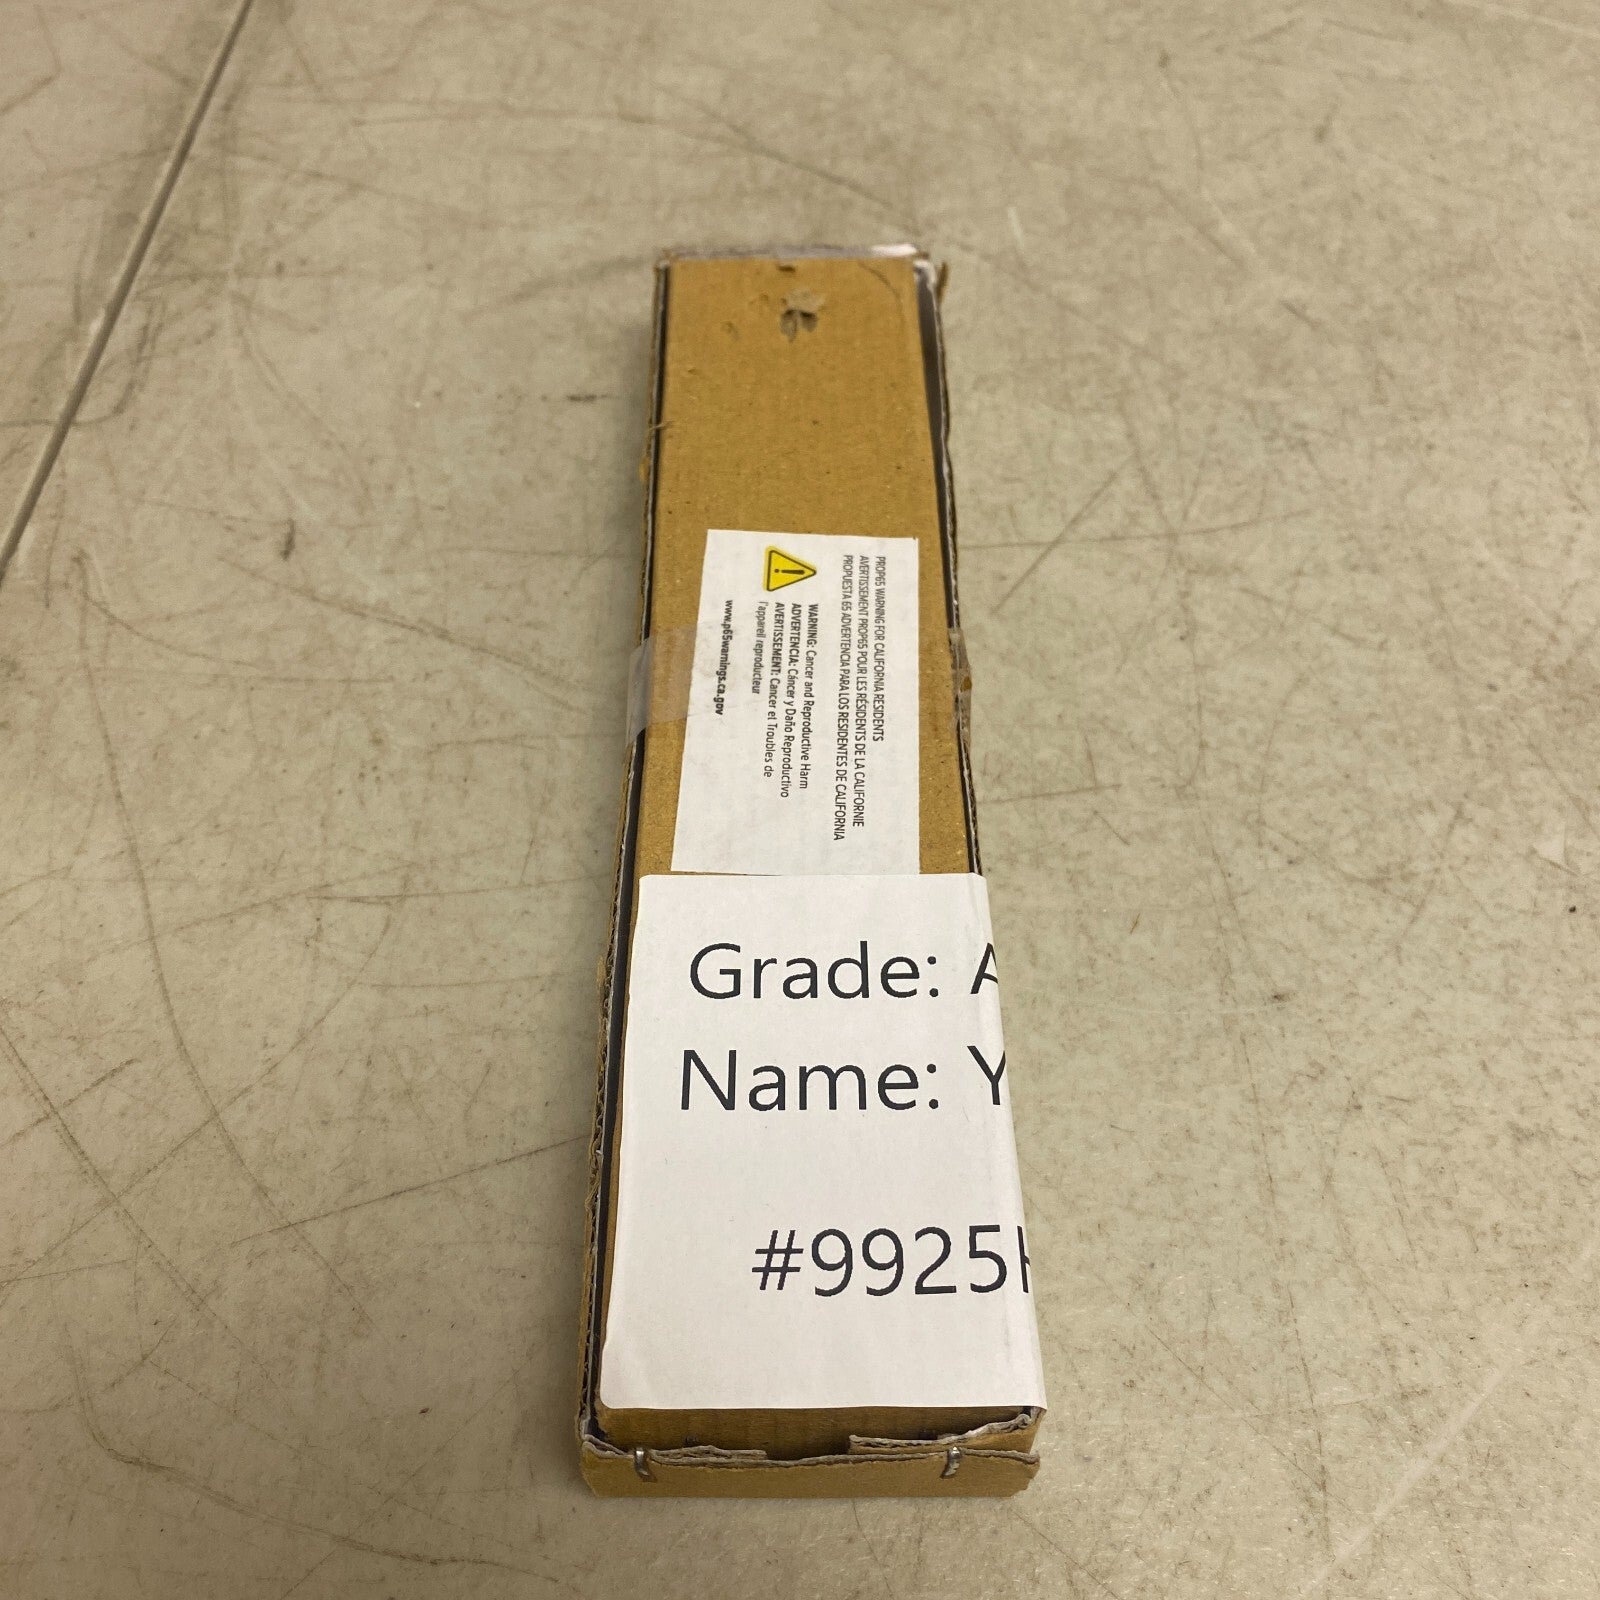 PROP65 WARNING FOR CALIFORNIA RESIDENTS
AVERTISSEMENT PROP65 POUR LES RÉSIDENTS DE LA CALIFORNIE
PROPUESTA 65 ADVERTENCIA PARA LOS RESIDENTES DE CALIFORNIA
WARNING: Cancer and Reproductive Harm
ADVERTENCIA: Cáncer y Daño Reproductivo
AVERTISSEMENT: Cancer et Troubles de
l'appareil reproducteur
www.p65warnings.ca.gov
Grade: A
Name: Y
#9925H